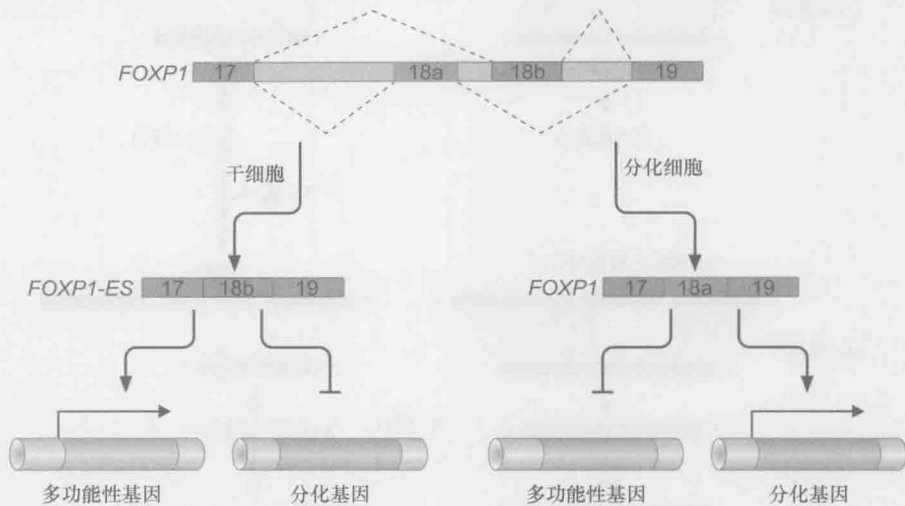 FOXP1 17 18a 18b 19
干细胞 分化细胞
FOXP1-ES 17 18b 19 FOXP1 17 18a 19
多功能性基因 分化基因 多功能性基因 分化基因